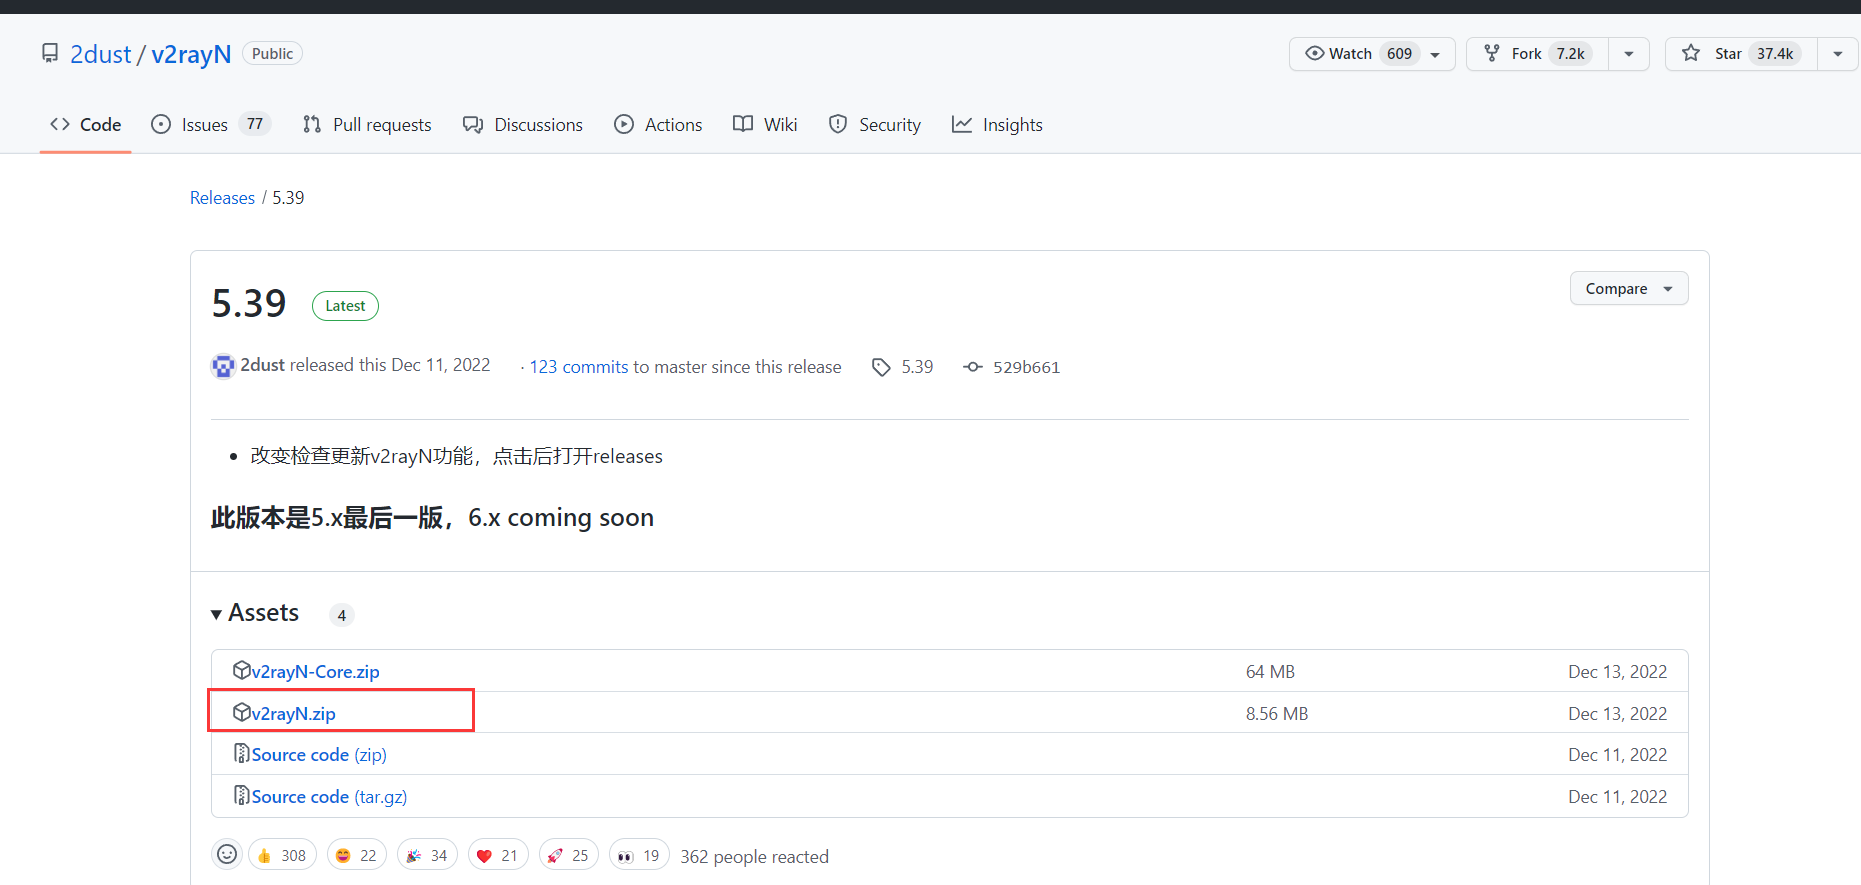 2dust / v2rayN Public
Watch 609 Fork 7.2k Star 37.4k
Code Issues 77 Pull requests Discussions Actions Wiki Security Insights
Releases / 5.39
5.39 Latest
Compare
2dust released this Dec 11, 2022 · 123 commits to master since this release 5.39 529b661
• 改变检查更新v2rayN功能，点击后打开releases
此版本是5.x最后一版，6.x coming soon
Assets 4
v2rayN-Core.zip 64 MB Dec 13, 2022
v2rayN.zip 8.56 MB Dec 13, 2022
Source code (zip) Dec 11, 2022
Source code (tar.gz) Dec 11, 2022
308 22 34 21 25 19 362 people reacted